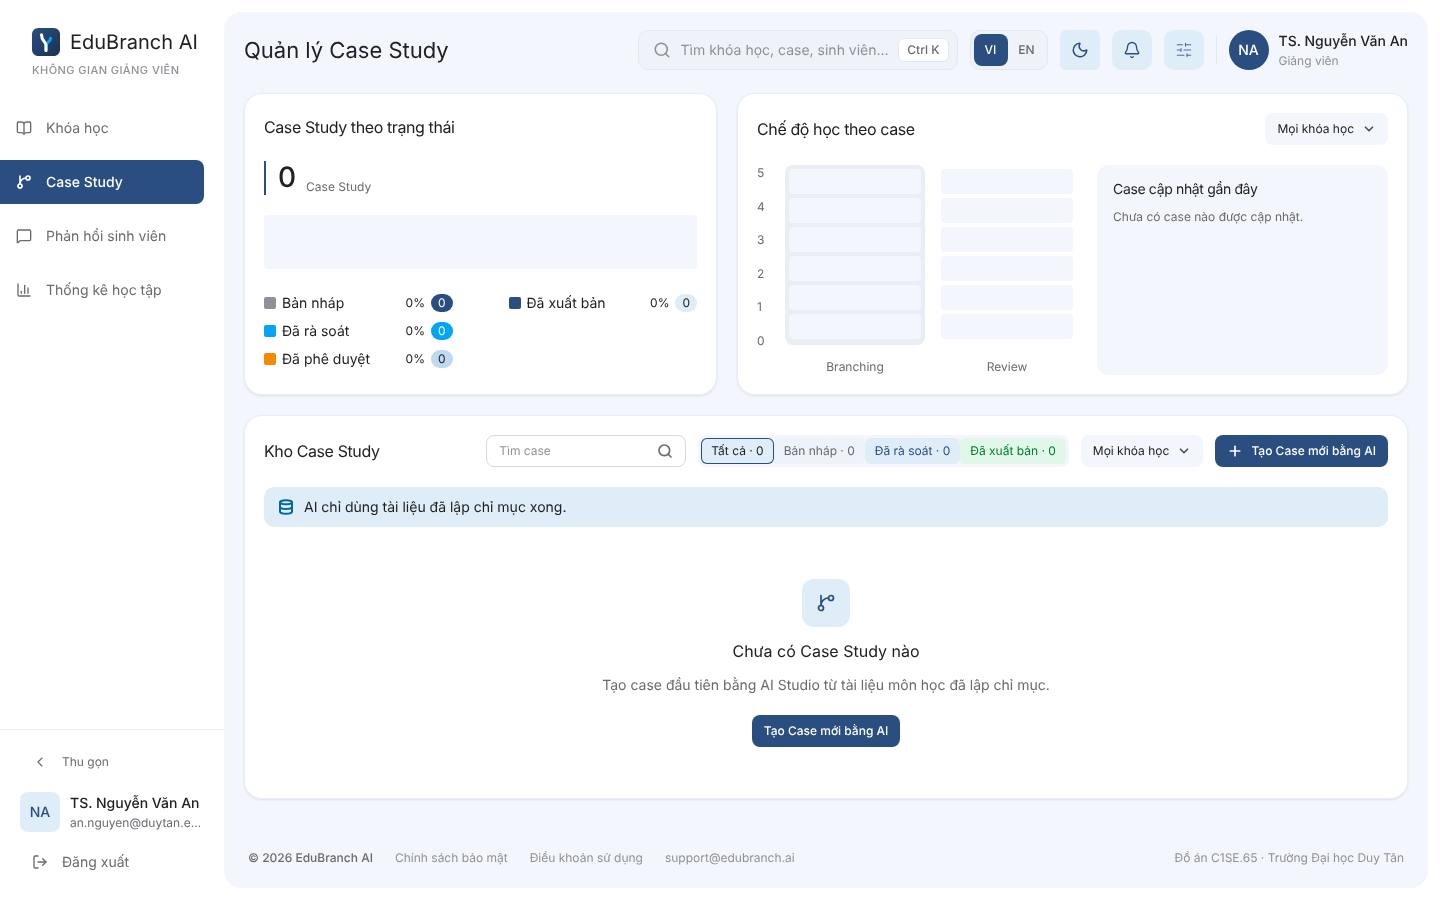 EduBranch AI
KHÔNG GIAN GIẢNG VIÊN
Khóa học
Case Study
Phản hồi sinh viên
Thống kê học tập
Thu gọn
NA
TS. Nguyễn Văn An
an.nguyen@duytan.e...
Đăng xuất
Quản lý Case Study
Tìm khóa học, case, sinh viên... Ctrl K
VI EN
NA
TS. Nguyễn Văn An
Giảng viên
Case Study theo trạng thái
0 Case Study
Bản nháp 0% 0
Đã xuất bản 0% 0
Đã rà soát 0% 0
Đã phê duyệt 0% 0
Chế độ học theo case
Mọi khóa học
5
4
3
2
1
0
Branching Review
Case cập nhật gần đây
Chưa có case nào được cập nhật.
Kho Case Study
Tìm case
Tất cả · 0 Bản nháp · 0 Đã rà soát · 0 Đã xuất bản · 0
Mọi khóa học
Tạo Case mới bằng AI
AI chỉ dùng tài liệu đã lập chỉ mục xong.
Chưa có Case Study nào
Tạo case đầu tiên bằng AI Studio từ tài liệu môn học đã lập chỉ mục.
Tạo Case mới bằng AI
© 2026 EduBranch AI Chính sách bảo mật Điều khoản sử dụng support@edubranch.ai
Đồ án C1SE.65 · Trường Đại học Duy Tân